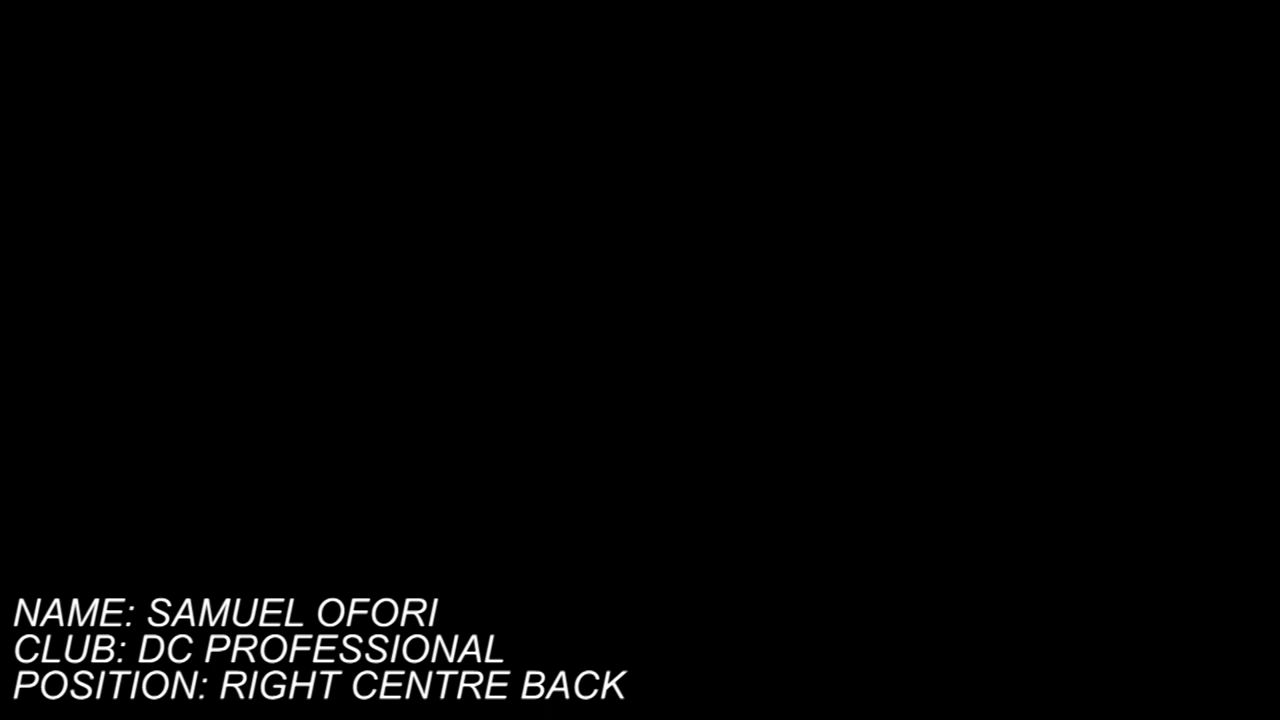 NAME: SAMUEL OFORI
CLUB: DC PROFESSIONAL
POSITION: RIGHT CENTRE BACK